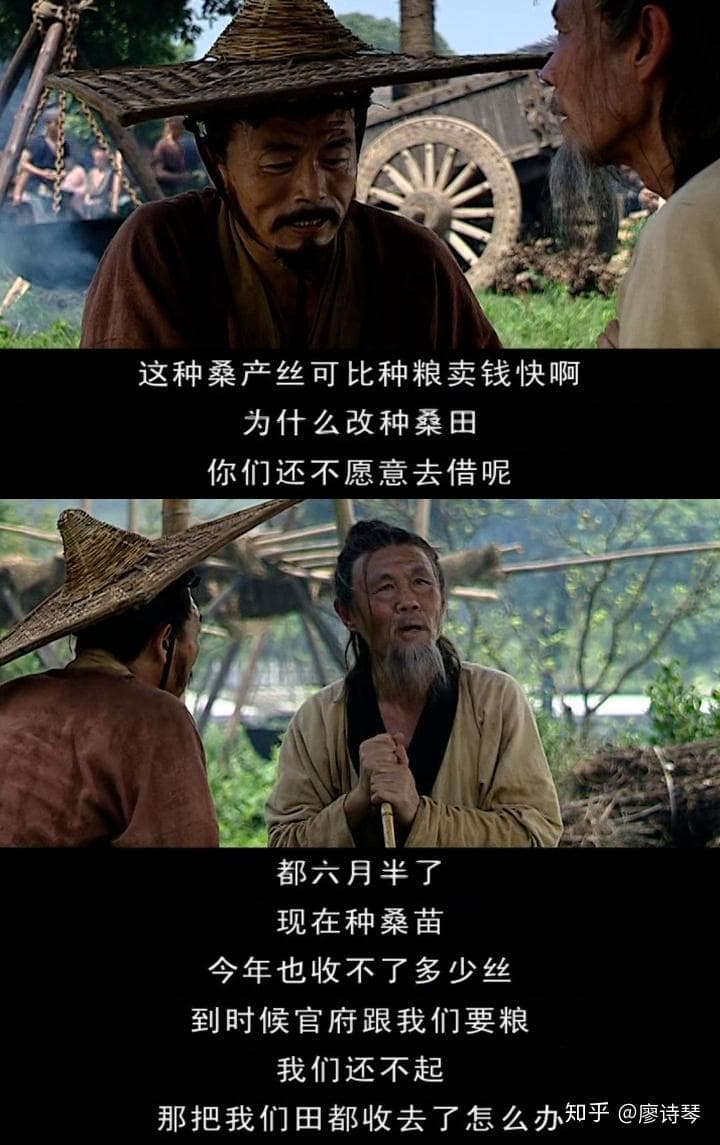 这种桑产丝可比种粮卖钱快啊
为什么改种桑田
你们还不愿意去借呢
都六月半了
现在种桑苗
今年也收不了多少丝
到时候官府跟我们要粮
我们还不起
那把我们田都收去了怎么办
知乎 @廖诗琴